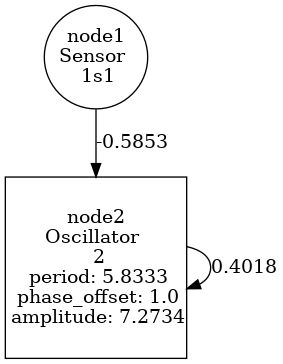 node1
Sensor
1s1
-0.5853
node2
Oscillator
2
period: 5.8333
phase_offset: 1.0
amplitude: 7.2734
0.4018